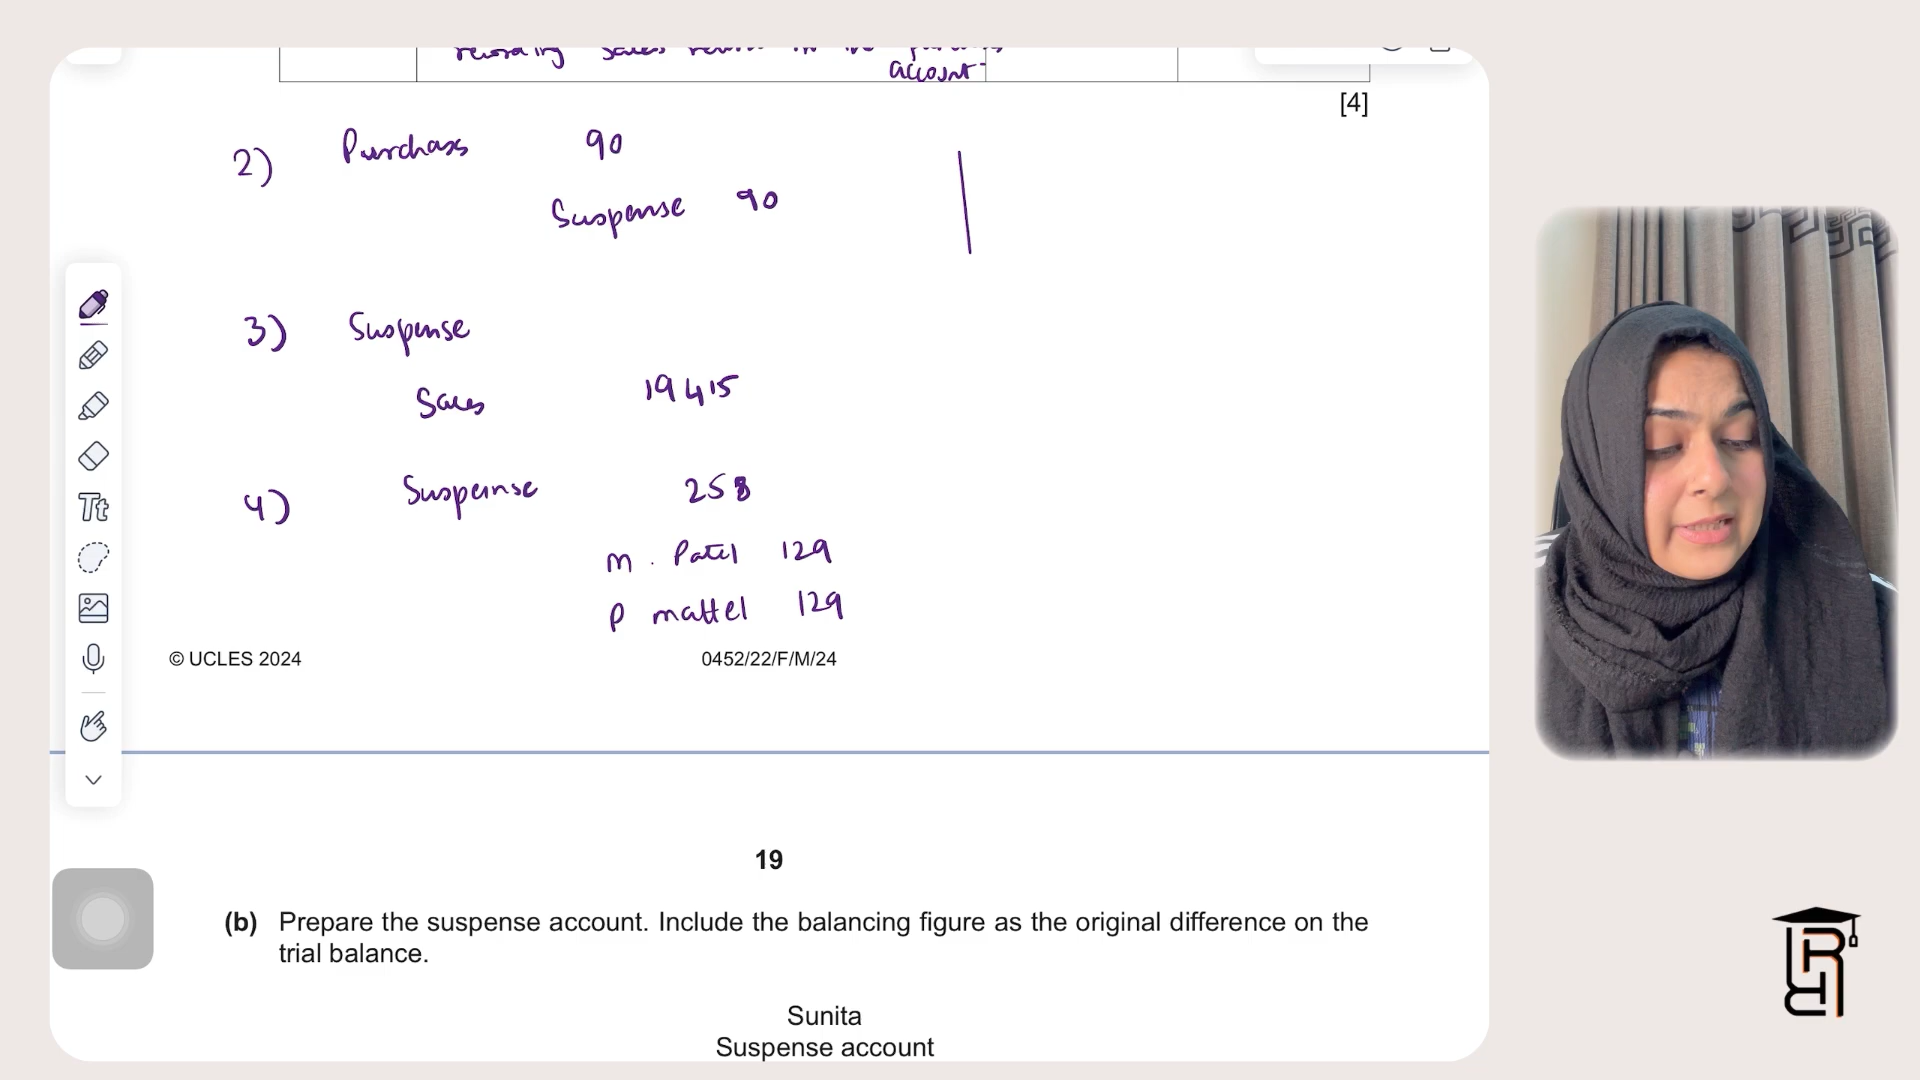 account-
[4]
2) Purchass 90
Suspense 90
3) Suspense
Sales 19415
4) Suspense 258
M. Patel 129
P mattel 129
© UCLES 2024 0452/22/F/M/24
Tt
19
(b) Prepare the suspense account. Include the balancing figure as the original difference on the
trial balance.
Sunita
Suspense account